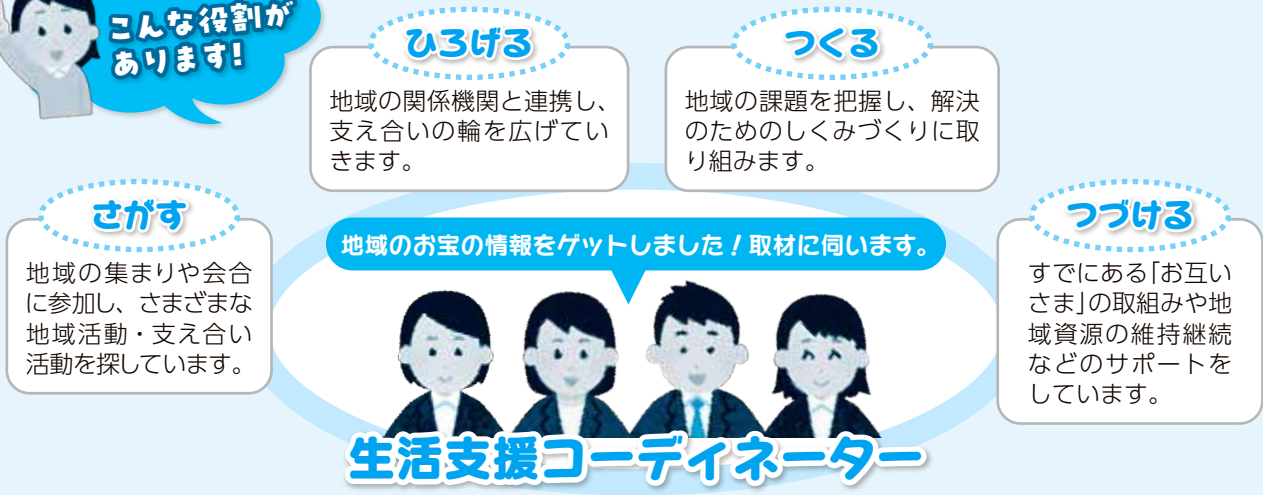 こんな役割が
あります!
さがす
地域の集まりや会合
に参加し、さまざまな
地域活動・支え合い
活動を探しています。
ひろげる
地域の関係機関と連携し、
支え合いの輪を広げてい
きます。
つくる
地域の課題を把握し、解決
のためのしくみづくりに取
り組みます。
つづける
すでにある「お互い
さま」の取組みや地
域資源の維持継続
などのサポートを
しています。
地域のお宝の情報をゲットしました!取材に伺います。
生活支援コーディネーター